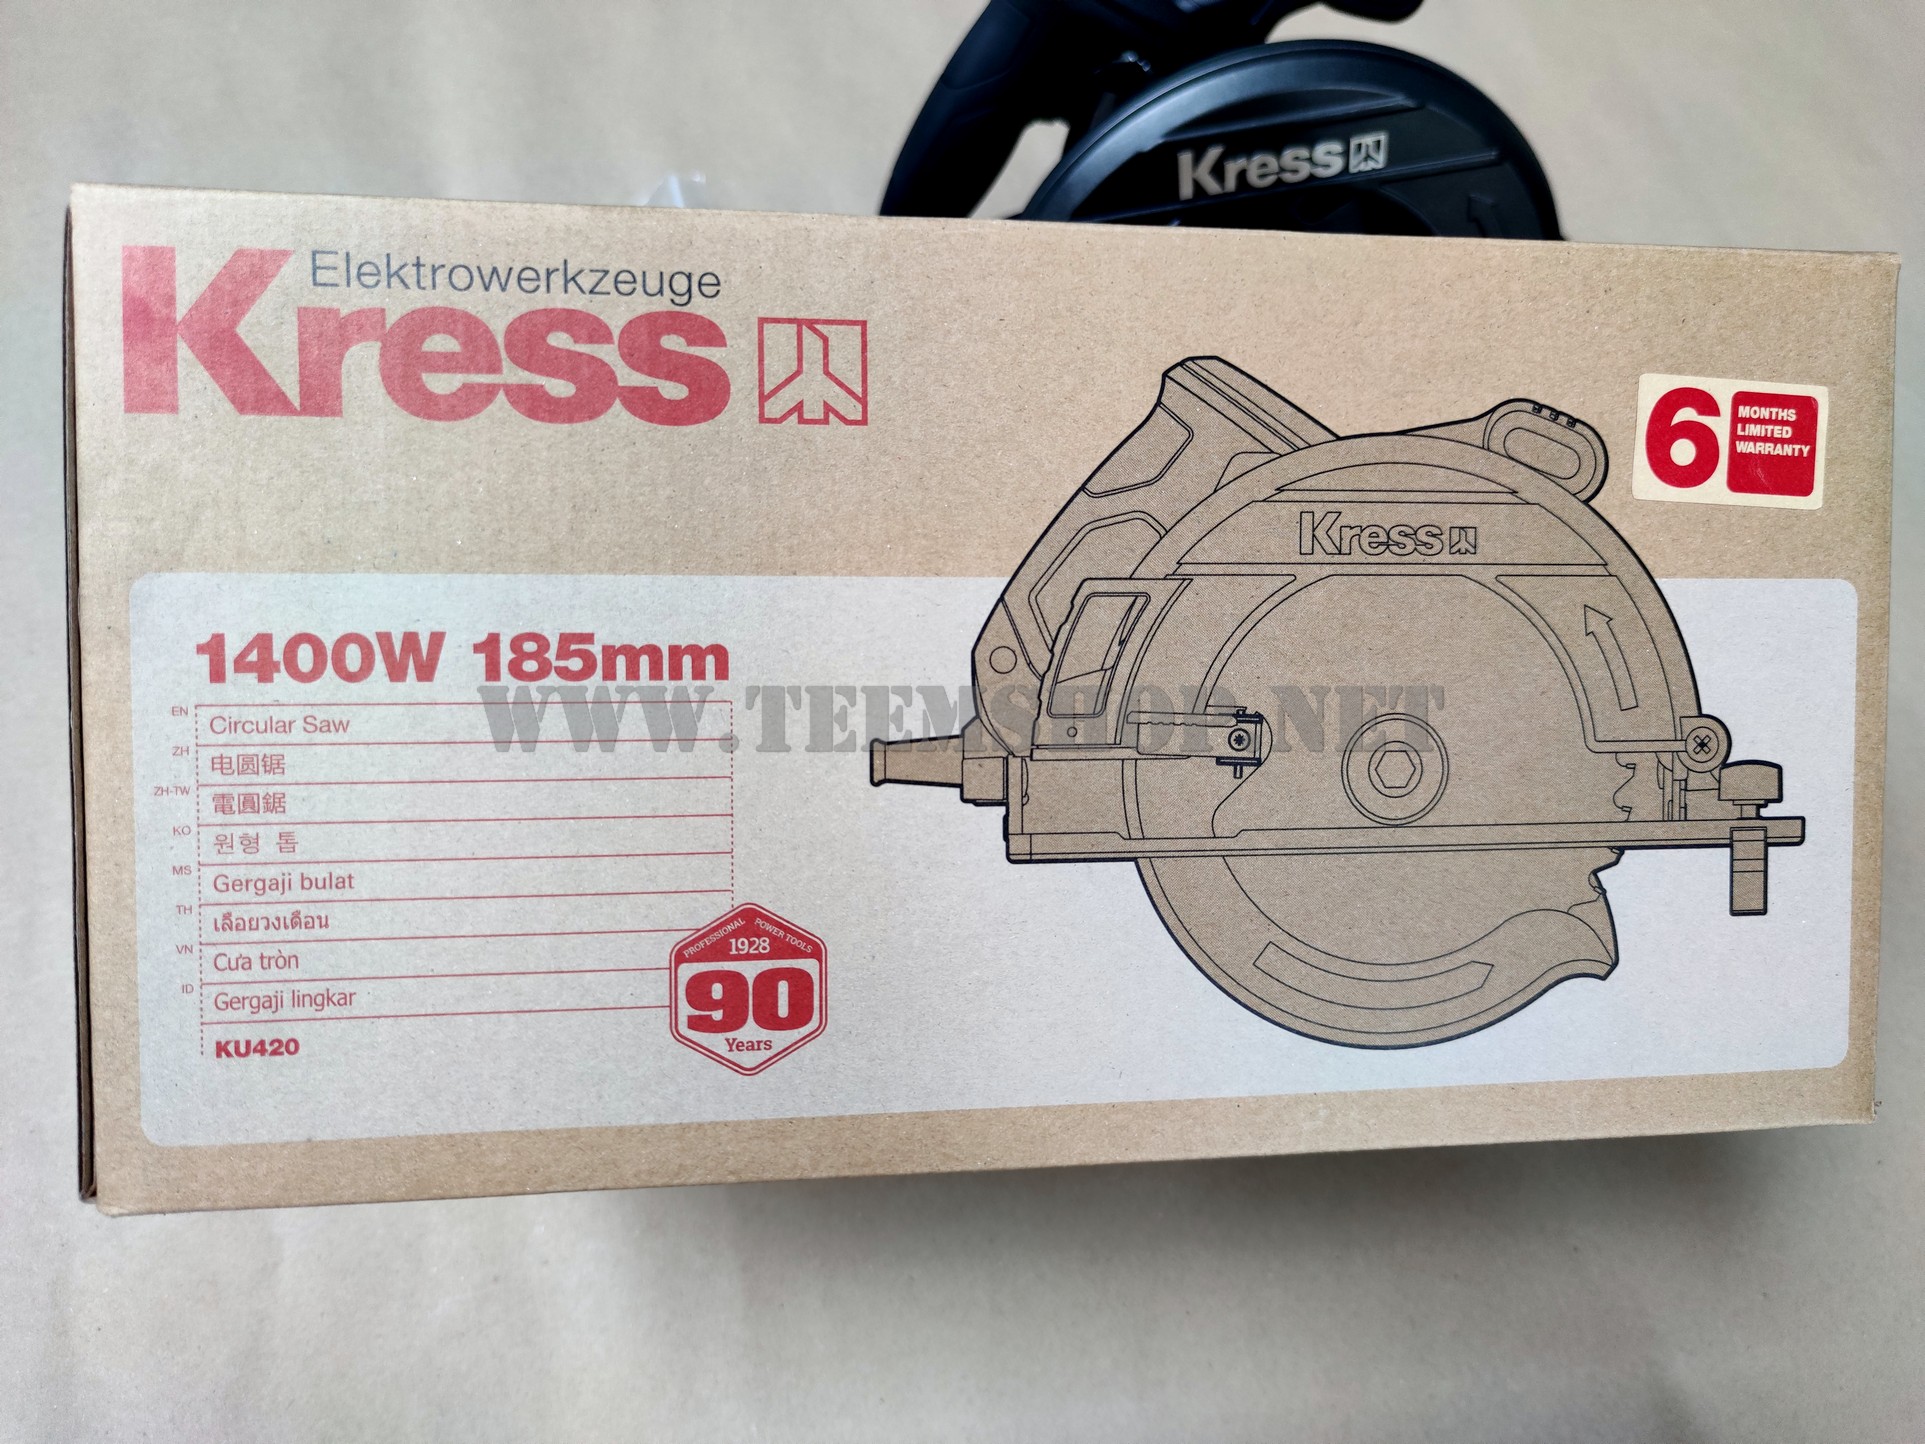 Kress
Elektrowerkzeuge
Kress
6
MONTHS
LIMITED
WARRANTY
Kress
1400W 185mm
WWW.TEEMSHOP.NET
EN Circular Saw
ZH 电圆锯
ZH-TW 電圓鋸
KO 원형 톱
MS Gergaji bulat
TH เลื่อยวงเดือน
VN Cưa tròn
ID Gergaji lingkar
KU420
PROFESSIONAL POWER TOOLS
1928
90
Years